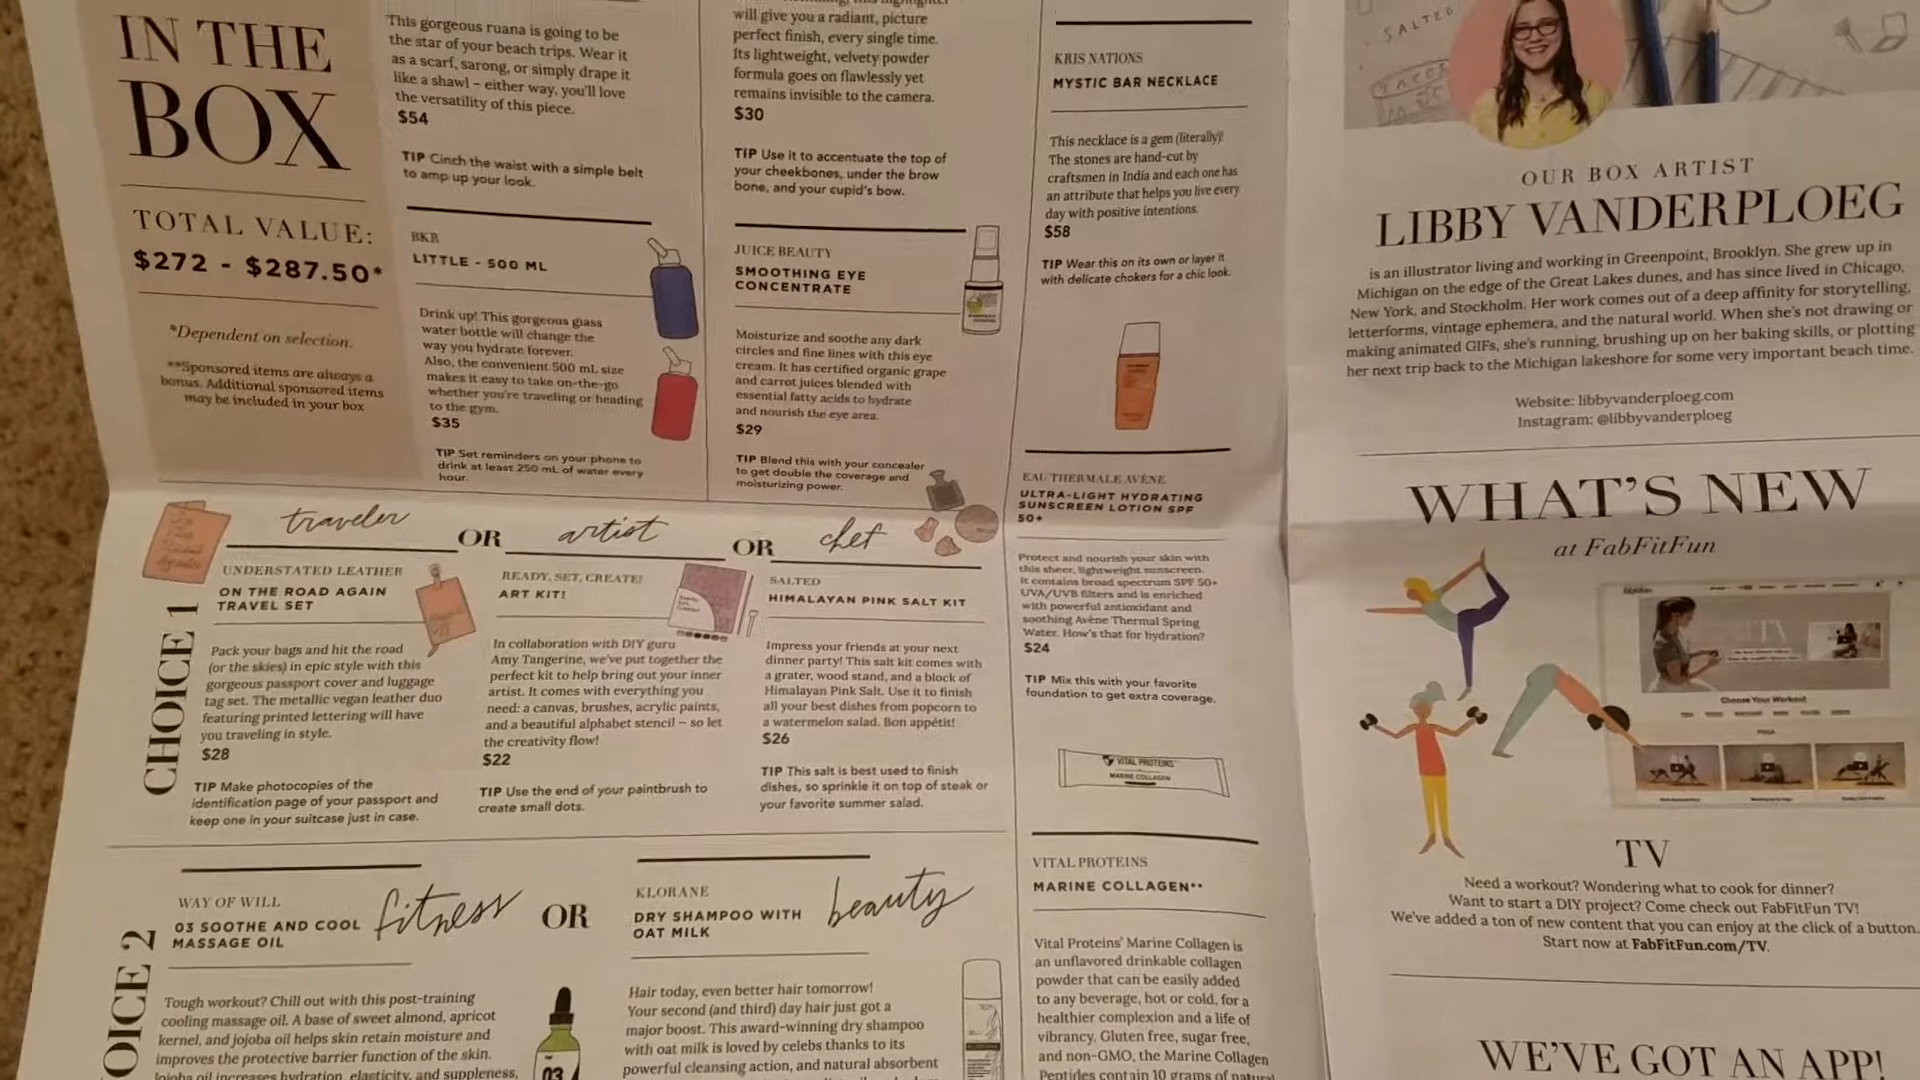 IN THE
BOX
TOTAL VALUE:
$272 - $287.50*
*Dependent on selection.
**Sponsored items are always a
bonus. Additional sponsored items
may be included in your box
This gorgeous ruana is going to be
the star of your beach trips. Wear it
as a scarf, sarong, or simply drape it
like a shawl – either way, you'll love
the versatility of this piece.
$54
TIP Cinch the waist with a simple belt
to amp up your look.
BKR
LITTLE - 500 ML
Drink up! This gorgeous glass
water bottle will change the
way you hydrate forever.
Also, the convenient 500 mL size
makes it easy to take on-the-go
whether you're traveling or heading
to the gym.
$35
TIP Set reminders on your phone to
drink at least 250 mL of water every
hour.
will give you a radiant, picture
perfect finish, every single time.
Its lightweight, velvety powder
formula goes on flawlessly yet
remains invisible to the camera.
$30
TIP Use it to accentuate the top of
your cheekbones, under the brow
bone, and your cupid's bow.
JUICE BEAUTY
SMOOTHING EYE
CONCENTRATE
Moisturize and soothe any dark
circles and fine lines with this eye
cream. It has certified organic grape
and carrot juices blended with
essential fatty acids to hydrate
and nourish the eye area.
$29
TIP Blend this with your concealer
to get double the coverage and
moisturizing power.
KRIS NATIONS
MYSTIC BAR NECKLACE
This necklace is a gem (literally)!
The stones are hand-cut by
craftsmen in India and each one has
an attribute that helps you live every
day with positive intentions.
$58
TIP Wear this on its own or layer it
with delicate chokers for a chic look.
EAU THERMALE AVÈNE
ULTRA-LIGHT HYDRATING
SUNSCREEN LOTION SPF
50+
Protect and nourish your skin with
this sheer, lightweight sunscreen.
It contains broad spectrum SPF 50+
UVA/UVB filters and is enriched
with powerful antioxidant and
soothing Avène Thermal Spring
Water. How's that for hydration?
$24
TIP Mix this with your favorite
foundation to get extra coverage.
VITAL PROTEINS
MARINE COLLAGEN
VITAL PROTEINS
MARINE COLLAGEN**
Vital Proteins' Marine Collagen is
an unflavored drinkable collagen
powder that can be easily added
to any beverage, hot or cold, for a
healthier complexion and a life of
vibrancy. Gluten free, sugar free,
and non-GMO, the Marine Collagen
Peptides contain 10 grams of natural
CHOICE 1
traveler
OR
artist
OR
chef
UNDERSTATED LEATHER
ON THE ROAD AGAIN
TRAVEL SET
Pack your bags and hit the road
(or the skies) in epic style with this
gorgeous passport cover and luggage
tag set. The metallic vegan leather duo
featuring printed lettering will have
you traveling in style.
$28
TIP Make photocopies of the
identification page of your passport and
keep one in your suitcase just in case.
READY, SET, CREATE!
ART KIT!
In collaboration with DIY guru
Amy Tangerine, we've put together the
perfect kit to help bring out your inner
artist. It comes with everything you
need: a canvas, brushes, acrylic paints,
and a beautiful alphabet stencil – so let
the creativity flow!
$22
TIP Use the end of your paintbrush to
create small dots.
SALTED
HIMALAYAN PINK SALT KIT
Impress your friends at your next
dinner party! This salt kit comes with
a grater, wood stand, and a block of
Himalayan Pink Salt. Use it to finish
all your best dishes from popcorn to
a watermelon salad. Bon appétit!
$26
TIP This salt is best used to finish
dishes, so sprinkle it on top of steak or
your favorite summer salad.
OICE 2
WAY OF WILL
03 SOOTHE AND COOL
MASSAGE OIL
fitness
OR
Tough workout? Chill out with this post-training
cooling massage oil. A base of sweet almond, apricot
kernel, and jojoba oil helps skin retain moisture and
improves the protective barrier function of the skin.
Jojoba oil increases hydration, elasticity, and suppleness,
03
KLORANE
DRY SHAMPOO WITH
OAT MILK
beauty
Hair today, even better hair tomorrow!
Your second (and third) day hair just got a
major boost. This award-winning dry shampoo
with oat milk is loved by celebs thanks to its
powerful cleansing action, and natural absorbent
SALTED
TACOS
OUR BOX ARTIST
LIBBY VANDERPLOEG
is an illustrator living and working in Greenpoint, Brooklyn. She grew up in
Michigan on the edge of the Great Lakes dunes, and has since lived in Chicago,
New York, and Stockholm. Her work comes out of a deep affinity for storytelling,
letterforms, vintage ephemera, and the natural world. When she's not drawing or
making animated GIFs, she's running, brushing up on her baking skills, or plotting
her next trip back to the Michigan lakeshore for some very important beach time.
Website: libbyvanderploeg.com
Instagram: @libbyvanderploeg
WHAT'S NEW
at FabFitFun
Choose Your Workout
YOGA
TV
Need a workout? Wondering what to cook for dinner?
Want to start a DIY project? Come check out FabFitFun TV!
We've added a ton of new content that you can enjoy at the click of a button.
Start now at FabFitFun.com/TV.
WE'VE GOT AN APP!